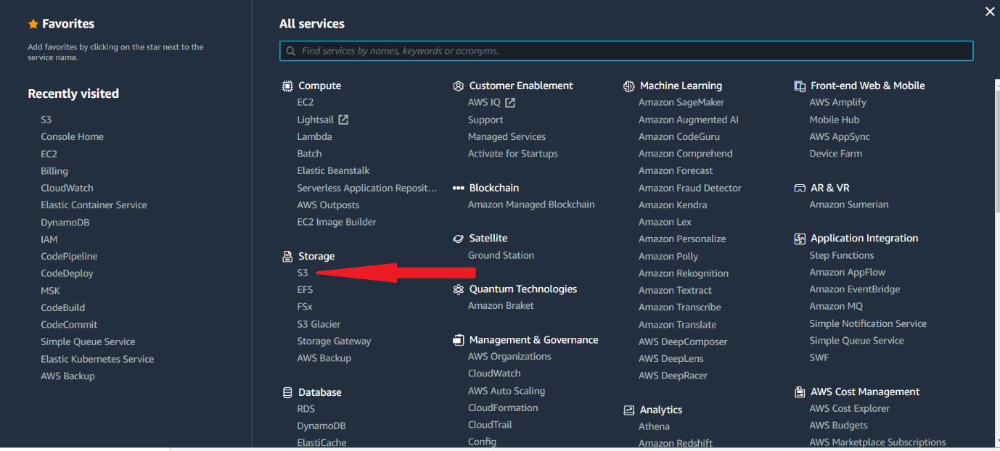 Favorites
Add favorites by clicking on the star next to the
service name.
Recently visited
S3
Console Home
EC2
Billing
CloudWatch
Elastic Container Service
DynamoDB
IAM
CodePipeline
CodeDeploy
MSK
CodeBuild
CodeCommit
Simple Queue Service
Elastic Kubernetes Service
AWS Backup
All services
Find services by names, keywords or acronyms.
Compute
EC2
Lightsail
Lambda
Batch
Elastic Beanstalk
Serverless Application Reposit...
AWS Outposts
EC2 Image Builder
Storage
S3
EFS
FSx
S3 Glacier
Storage Gateway
AWS Backup
Database
RDS
DynamoDB
ElastiCache
Customer Enablement
AWS IQ
Support
Managed Services
Activate for Startups
Blockchain
Amazon Managed Blockchain
Satellite
Ground Station
Quantum Technologies
Amazon Braket
Management & Governance
AWS Organizations
CloudWatch
AWS Auto Scaling
CloudFormation
CloudTrail
Config
Machine Learning
Amazon SageMaker
Amazon Augmented AI
Amazon CodeGuru
Amazon Comprehend
Amazon Forecast
Amazon Fraud Detector
Amazon Kendra
Amazon Lex
Amazon Personalize
Amazon Polly
Amazon Rekognition
Amazon Textract
Amazon Transcribe
Amazon Translate
AWS DeepComposer
AWS DeepLens
AWS DeepRacer
Analytics
Athena
Amazon Redshift
Front-end Web & Mobile
AWS Amplify
Mobile Hub
AWS AppSync
Device Farm
AR & VR
Amazon Sumerian
Application Integration
Step Functions
Amazon AppFlow
Amazon EventBridge
Amazon MQ
Simple Notification Service
Simple Queue Service
SWF
AWS Cost Management
AWS Cost Explorer
AWS Budgets
AWS Marketplace Subscriptions